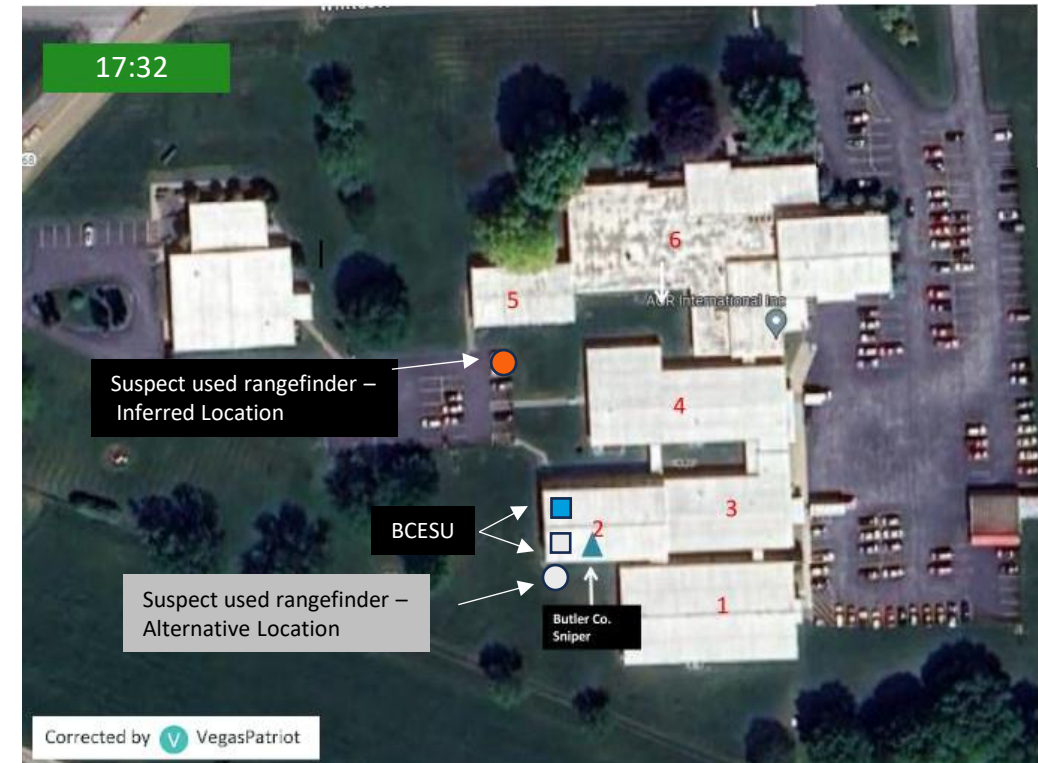 17:32
68
6
5
AGR International Inc
Suspect used rangefinder –
Inferred Location
4
3
BCESU
2
Suspect used rangefinder –
Alternative Location
Butler Co.
Sniper
1
Corrected by V VegasPatriot